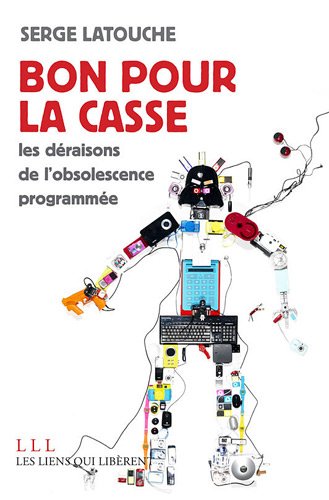 SERGE LATOUCHE
BON POUR
LA CASSE
les déraisons
de l'obsolescence
programmée
LLL
LES LIENS QUI LIBÈRENT